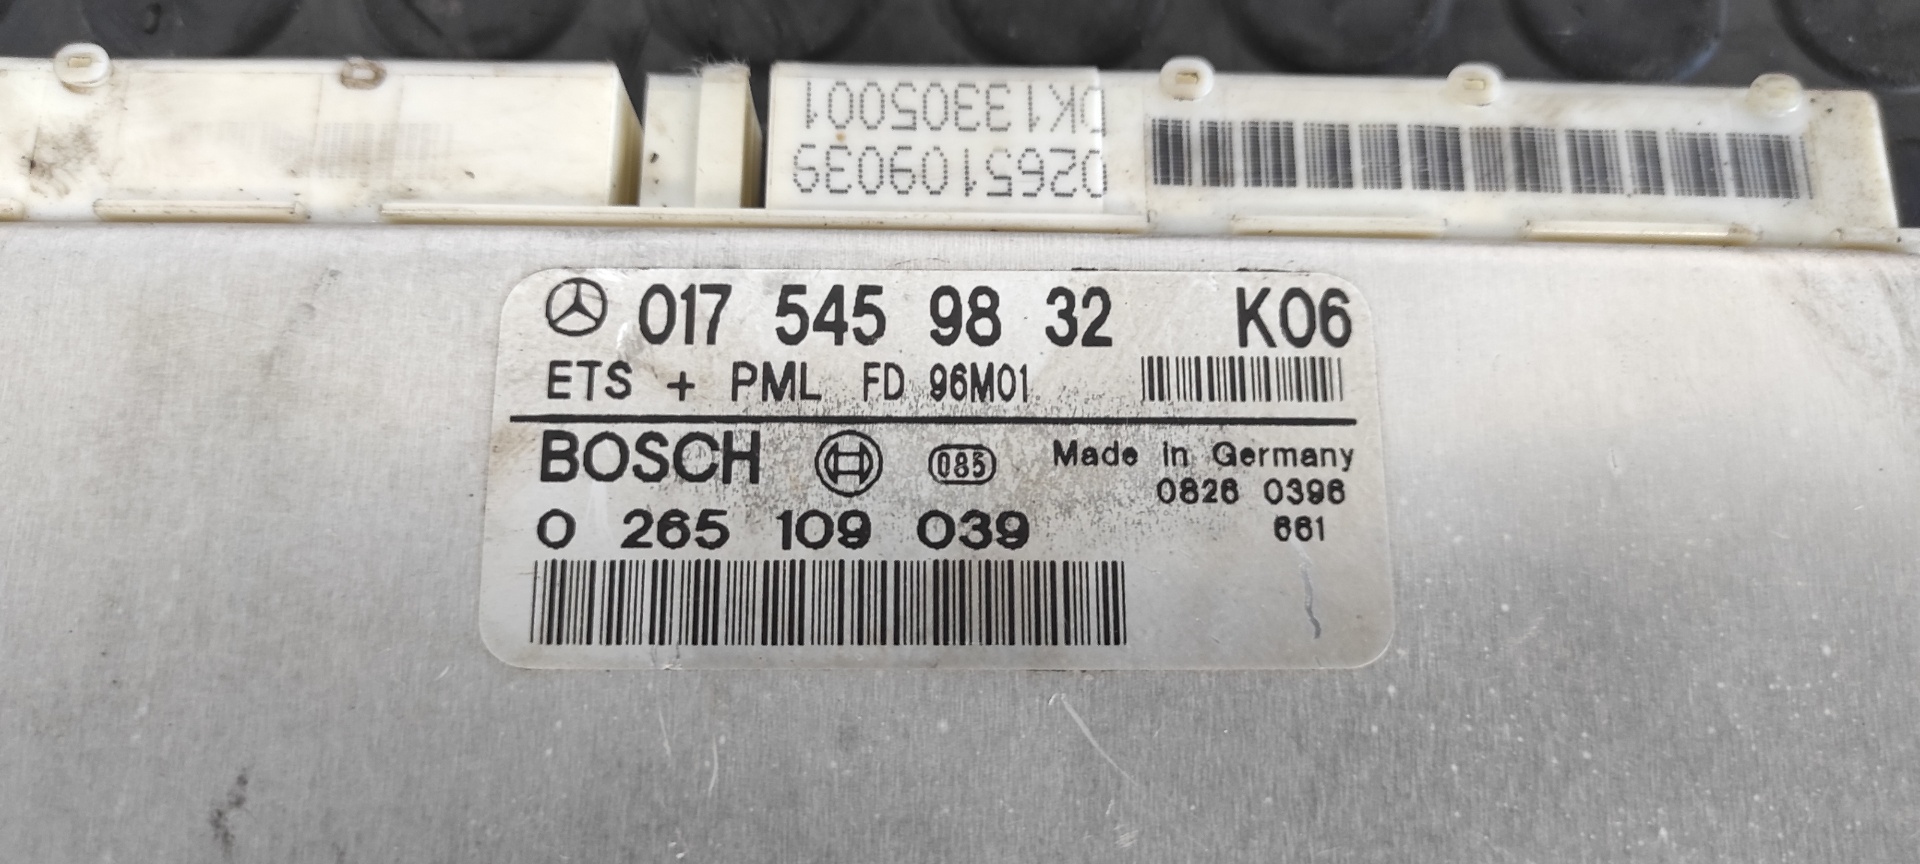 DK13305001
0265109039
017 545 98 32 K06
ETS + PML FD 96M01
BOSCH 085 Made in Germany
0826 0396
0 265 109 039 661